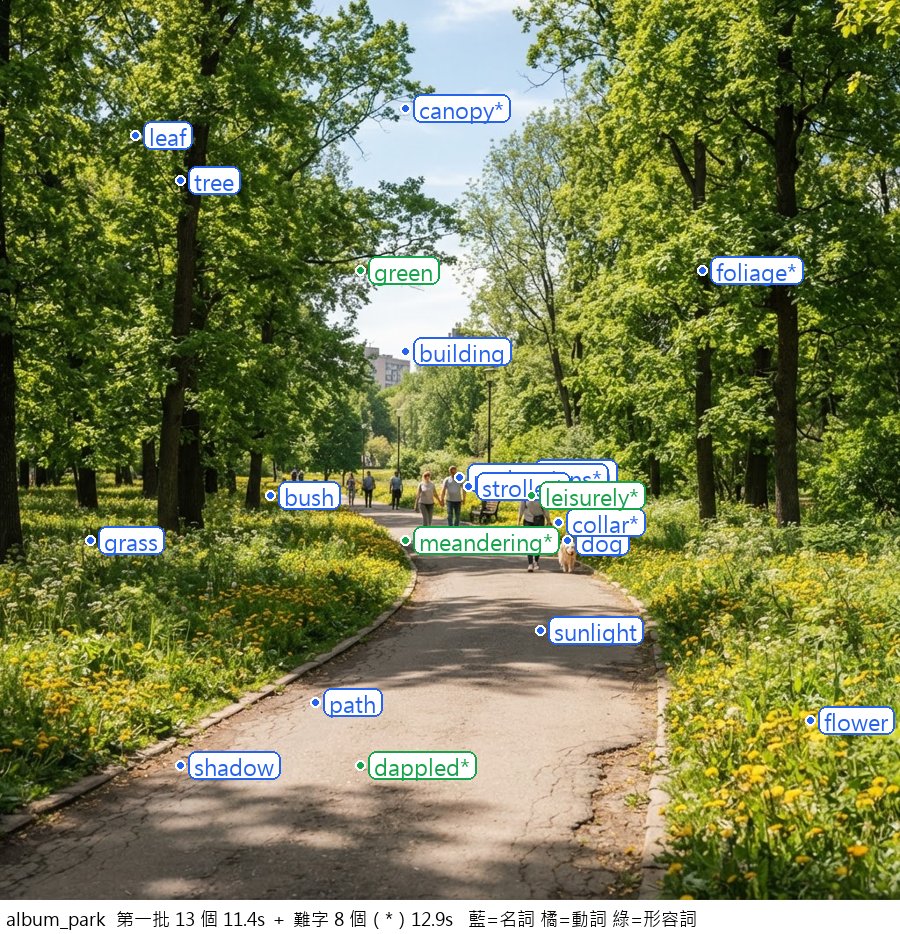 canopy*
leaf
tree
green
foliage*
building
leisurely*
bush
collar*
grass
meandering*
dog
sunlight
path
flower
shadow
dappled*
album_park 第一批 13 個 11.4s + 難字 8 個 ( * ) 12.9s 藍=名詞 橘=動詞 綠=形容詞